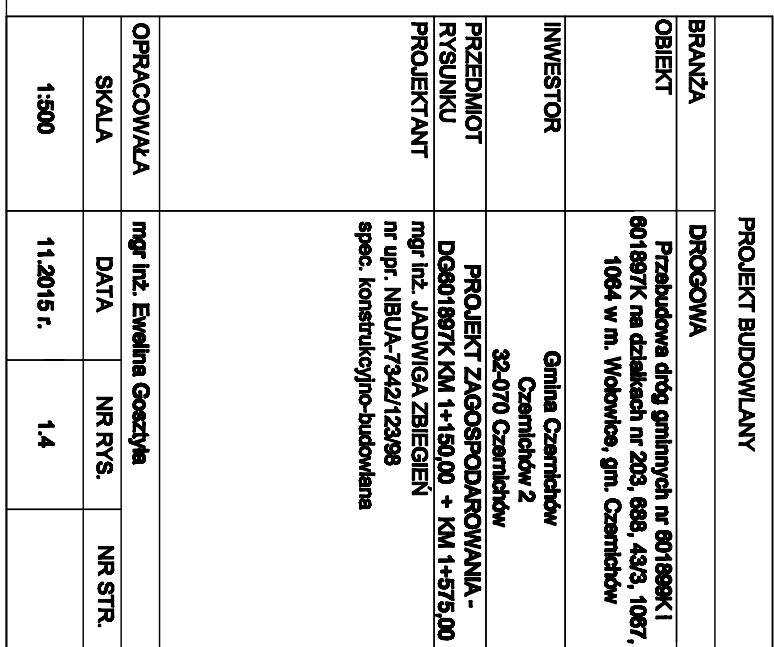 PROJEKT BUDOWLANY
BRANŻA DROGOWA
OBIEKT
Przebudowa dróg gminnych nr 601899K i
601897K na działkach nr 203, 688, 43/3, 1067,
1064 w m. Wołowice, gm. Czernichów
INWESTOR
Gmina Czernichów
Czernichów 2
32-070 Czernichów
PRZEDMIOT
RYSUNKU
PROJEKT ZAGOSPODAROWANIA -
DG601897K KM 1+150,00 + KM 1+575,00
PROJEKTANT
mgr inż. JADWIGA ZBIEGIEŃ
nr upr. NBUA-7342/123/98
spec. konstrukcyjno-budowlana
OPRACOWAŁA mgr inż. Ewelina Gosztyła
SKALA DATA NR RYS. NR STR.
1:500 11.2015 r. 1.4